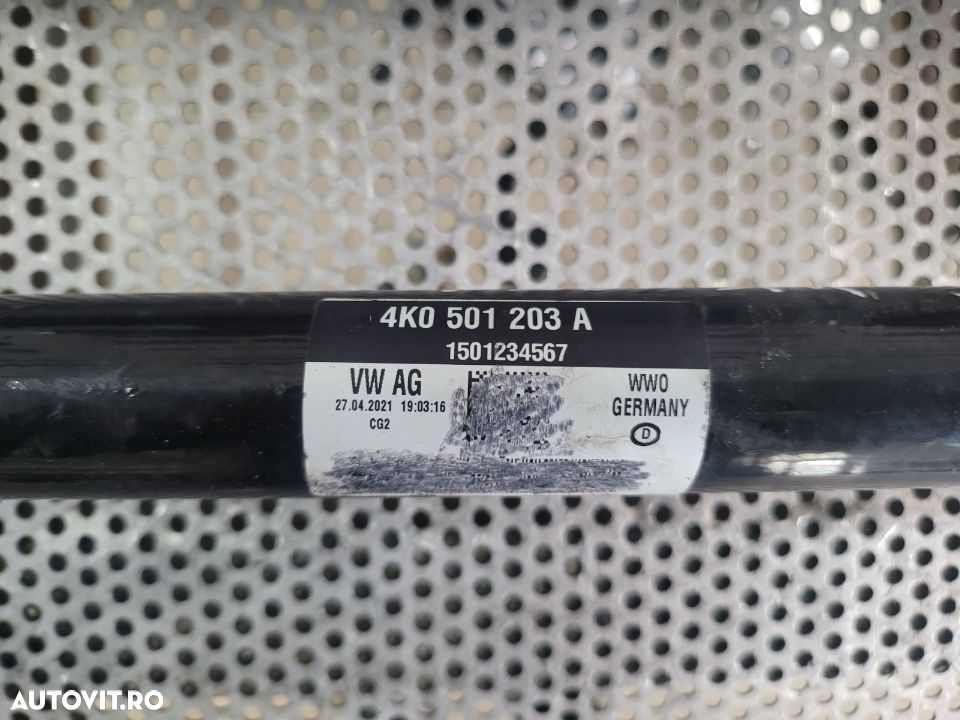 4K0 501 203 A
1501234567
VW AG
27.04.2021 19:03:16
CG2
WWO
GERMANY
D
AUTOVIT.RO